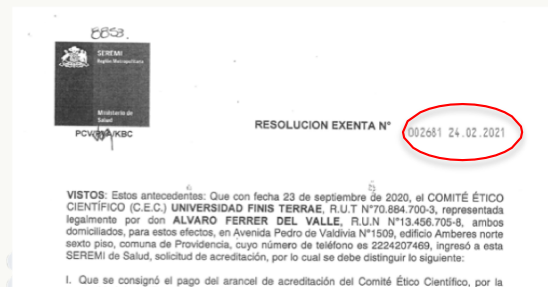 8853.
SEREMI
Región Metropolitana
Ministerio de
Salud
/KBC
RESOLUCION EXENTA N° 002681 24.02.2021
VISTOS: Estos antecedentes: Que con fecha 23 de septiembre de 2020, el COMITÉ ÉTICO
CIENTÍFICO (C.E.C.) UNIVERSIDAD FINIS TERRAE, R.U.T N°70.884.700-3, representada
legalmente por don ALVARO FERRER DEL VALLE, R.U.N N°13.456.705-8, ambos
domiciliados, para estos efectos, en Avenida Pedro de Valdivia N°1509, edificio Amberes norte
sexto piso, comuna de Providencia, cuyo número de teléfono es 2224207469, ingresó a esta
SEREMI de Salud, solicitud de acreditación, por lo cual se debe distinguir lo siguiente:
I. Que se consignó el pago del arancel de acreditación del Comité Ético Científico, por la